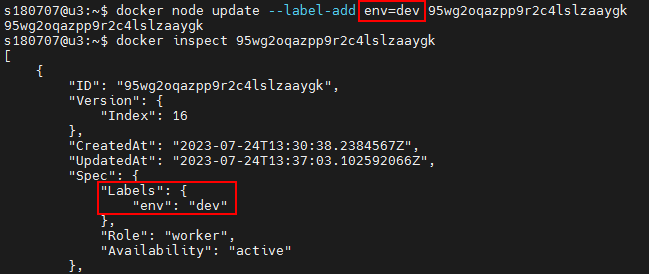 s180707@u3:~$ docker node update --label-add env=dev 95wg2oqazpp9r2c4lslzaaygk
95wg2oqazpp9r2c4lslzaaygk
s180707@u3:~$ docker inspect 95wg2oqazpp9r2c4lslzaaygk
[
    {
        "ID": "95wg2oqazpp9r2c4lslzaaygk",
        "Version": {
            "Index": 16
        },
        "CreatedAt": "2023-07-24T13:30:38.2384567Z",
        "UpdatedAt": "2023-07-24T13:37:03.102592066Z",
        "Spec": {
            "Labels": {
                "env": "dev"
            },
            "Role": "worker",
            "Availability": "active"
        },